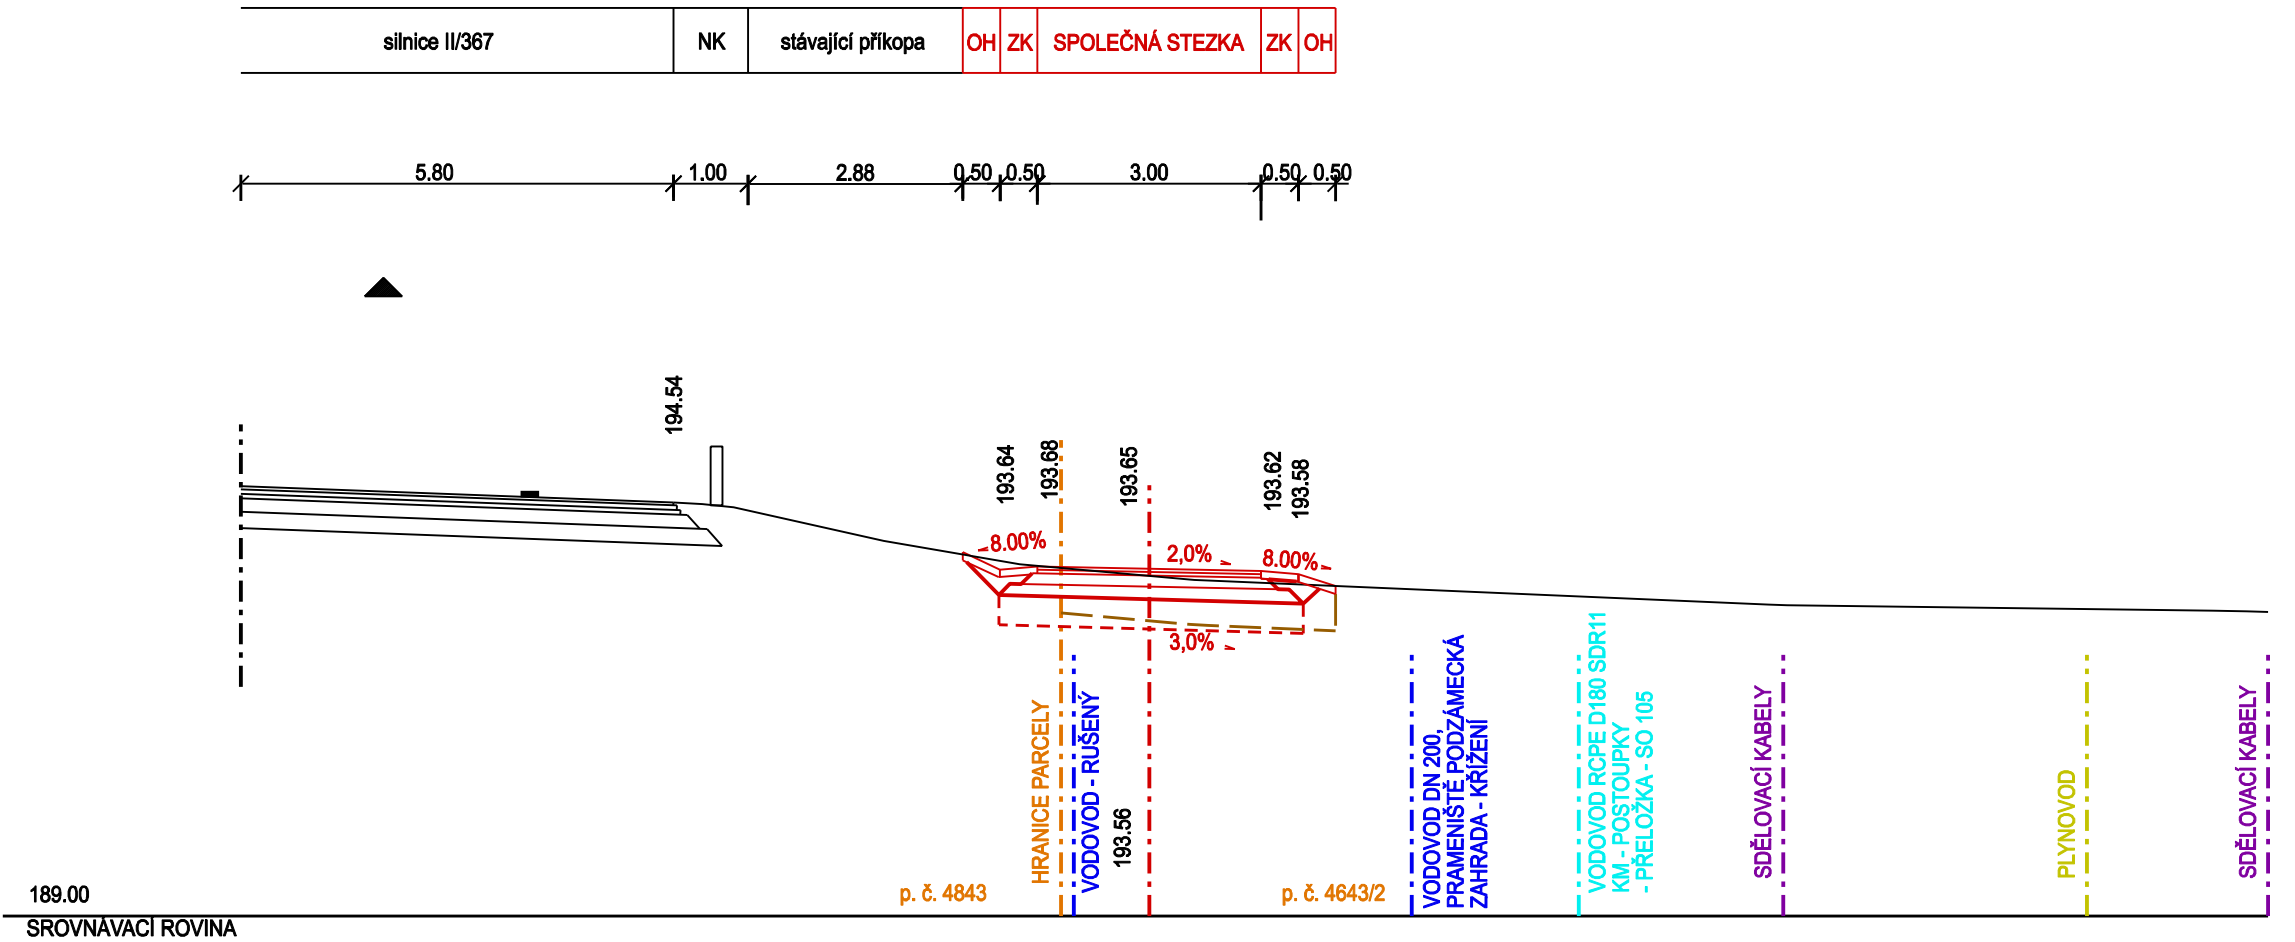 silnice II/367
NK
stávající příkopa
OH
ZK
SPOLEČNÁ STEZKA
ZK
OH
5.80
1.00
2.88
0.50
0.50
3.00
0.50
0.50
194.54
193.64
193.68
193.65
193.62
193.58
8.00%
2,0%
8.00%
3,0%
HRANICE PARCELY
VODOVOD - RUŠENÝ
193.56
VODOVOD DN 200,
PRAMENIŠTĚ PODZÁMECKÁ
ZAHRADA - KŘÍŽENÍ
VODOVOD RCPE D180 SDR11
KM - POSTOUPKY
- PŘELOŽKA - SO 105
SDĚLOVACÍ KABELY
PLYNOVOD
SDĚLOVACÍ KABELY
p. č. 4843
p. č. 4643/2
189.00
SROVNÁVACÍ ROVINA